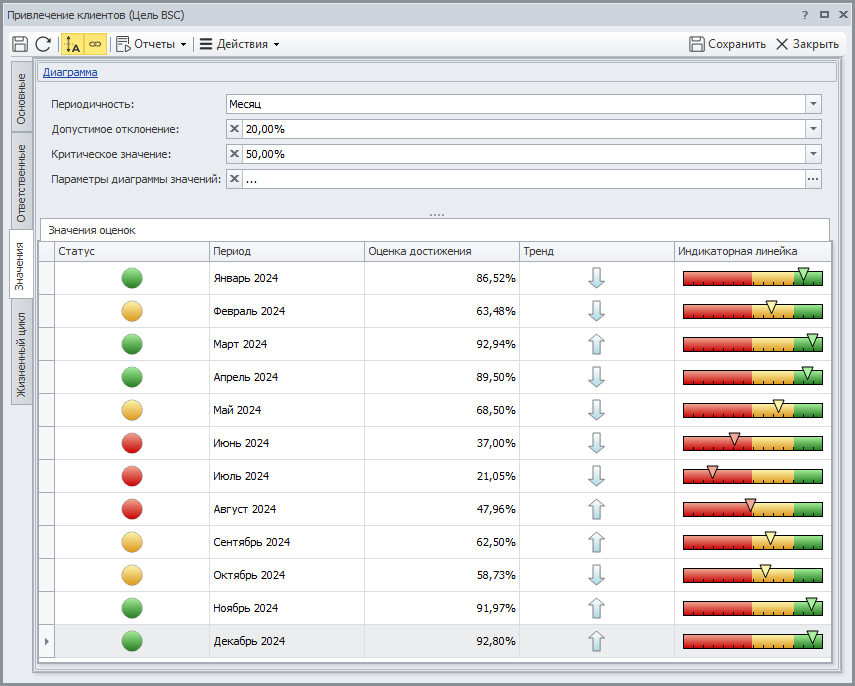 Привлечение клиентов (Цель BSC)
Отчеты Действия Сохранить Закрыть
Основные
Ответственные
Значения
Жизненный цикл
Диаграмма
Периодичность: Месяц
Допустимое отклонение: 20,00%
Критическое значение: 50,00%
Параметры диаграммы значений: ...
Значения оценок
Статус Период Оценка достижения Тренд Индикаторная линейка
Январь 2024 86,52%
Февраль 2024 63,48%
Март 2024 92,94%
Апрель 2024 89,50%
Май 2024 68,50%
Июнь 2024 37,00%
Июль 2024 21,05%
Август 2024 47,96%
Сентябрь 2024 62,50%
Октябрь 2024 58,73%
Ноябрь 2024 91,97%
Декабрь 2024 92,80%